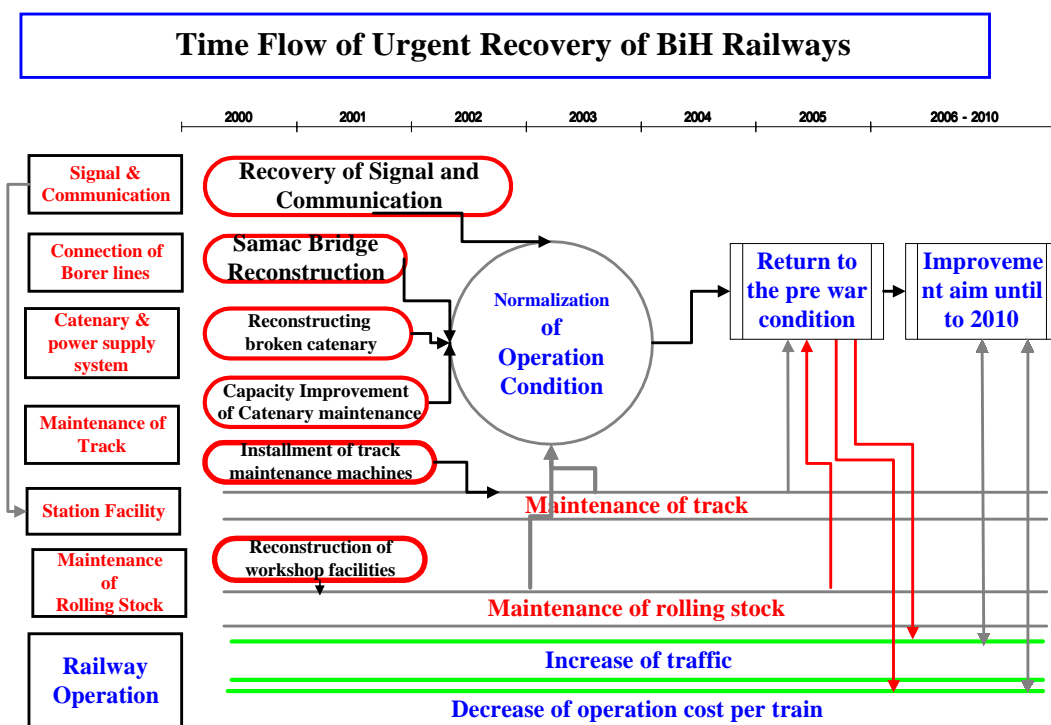 Time Flow of Urgent Recovery of BiH Railways
2000
2001
2002
2003
2004
2005
2006 - 2010
Signal &
Communication
Connection of
Borer lines
Catenary &
power supply
system
Maintenance of
Track
Station Facility
Maintenance
of
Rolling Stock
Railway
Operation
Recovery of Signal and
Communication
Samac Bridge
Reconstruction
Reconstructing
broken catenary
Capacity Improvement
of Catenary maintenance
Installment of track
maintenance machines
Reconstruction of
workshop facilities
Normalization
of
Operation
Condition
Return to
the pre war
condition
Improveme
nt aim until
to 2010
Maintenance of track
Maintenance of rolling stock
Increase of traffic
Decrease of operation cost per train